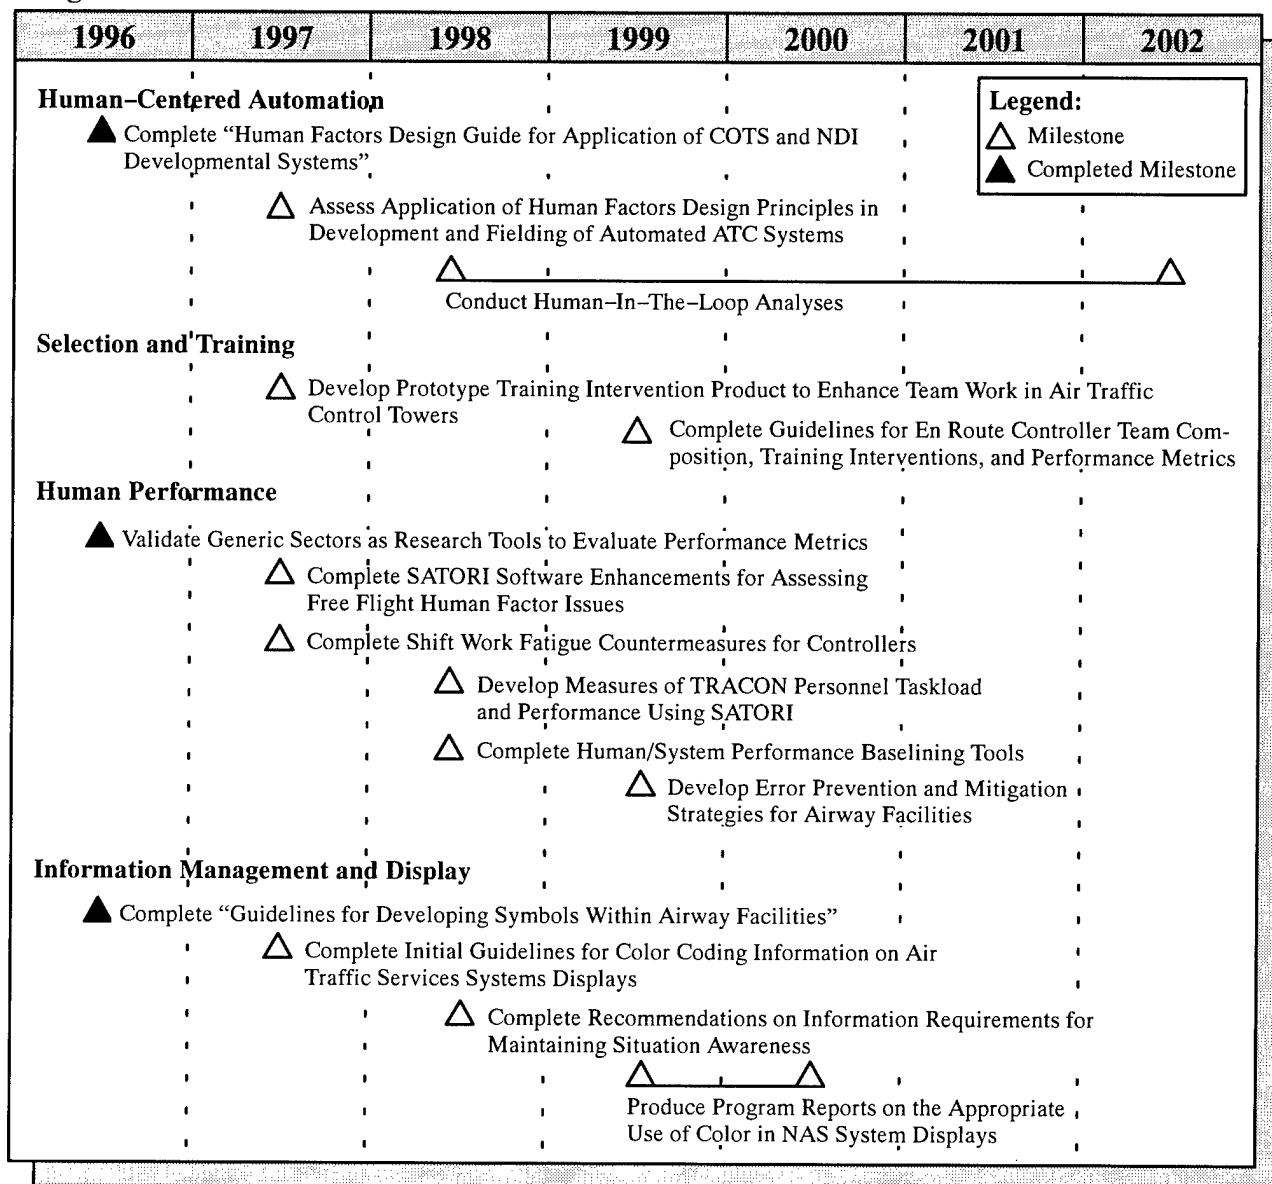 1996 1997 1998 1999 2000 2001 2002
Human–Centered Automation
Legend:
Milestone
Completed Milestone
Complete “Human Factors Design Guide for Application of COTS and NDI
Developmental Systems”
Assess Application of Human Factors Design Principles in
Development and Fielding of Automated ATC Systems
Conduct Human–In–The–Loop Analyses
Selection and Training
Develop Prototype Training Intervention Product to Enhance Team Work in Air Traffic
Control Towers
Complete Guidelines for En Route Controller Team Com-
position, Training Interventions, and Performance Metrics
Human Performance
Validate Generic Sectors as Research Tools to Evaluate Performance Metrics
Complete SATORI Software Enhancements for Assessing
Free Flight Human Factor Issues
Complete Shift Work Fatigue Countermeasures for Controllers
Develop Measures of TRACON Personnel Taskload
and Performance Using SATORI
Complete Human/System Performance Baselining Tools
Develop Error Prevention and Mitigation
Strategies for Airway Facilities
Information Management and Display
Complete “Guidelines for Developing Symbols Within Airway Facilities”
Complete Initial Guidelines for Color Coding Information on Air
Traffic Services Systems Displays
Complete Recommendations on Information Requirements for
Maintaining Situation Awareness
Produce Program Reports on the Appropriate
Use of Color in NAS System Displays